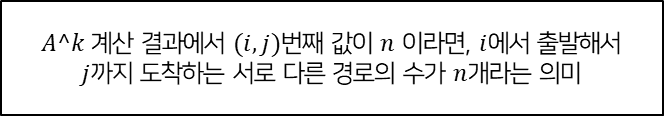 A^k 계산 결과에서 (i, j)번째 값이 n 이라면, i에서 출발해서
j까지 도착하는 서로 다른 경로의 수가 n개라는 의미